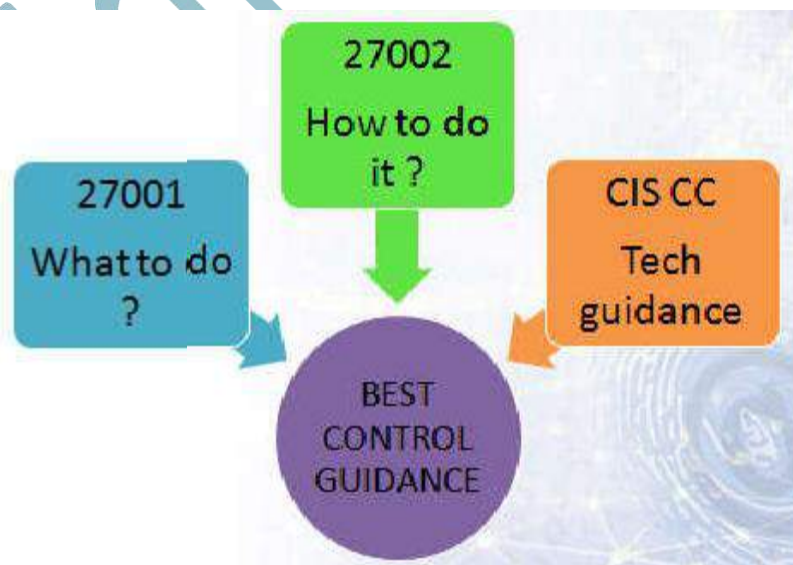 27002
How to do
it ?
27001
What to do
?
CIS CC
Tech
guidance
BEST
CONTROL
GUIDANCE